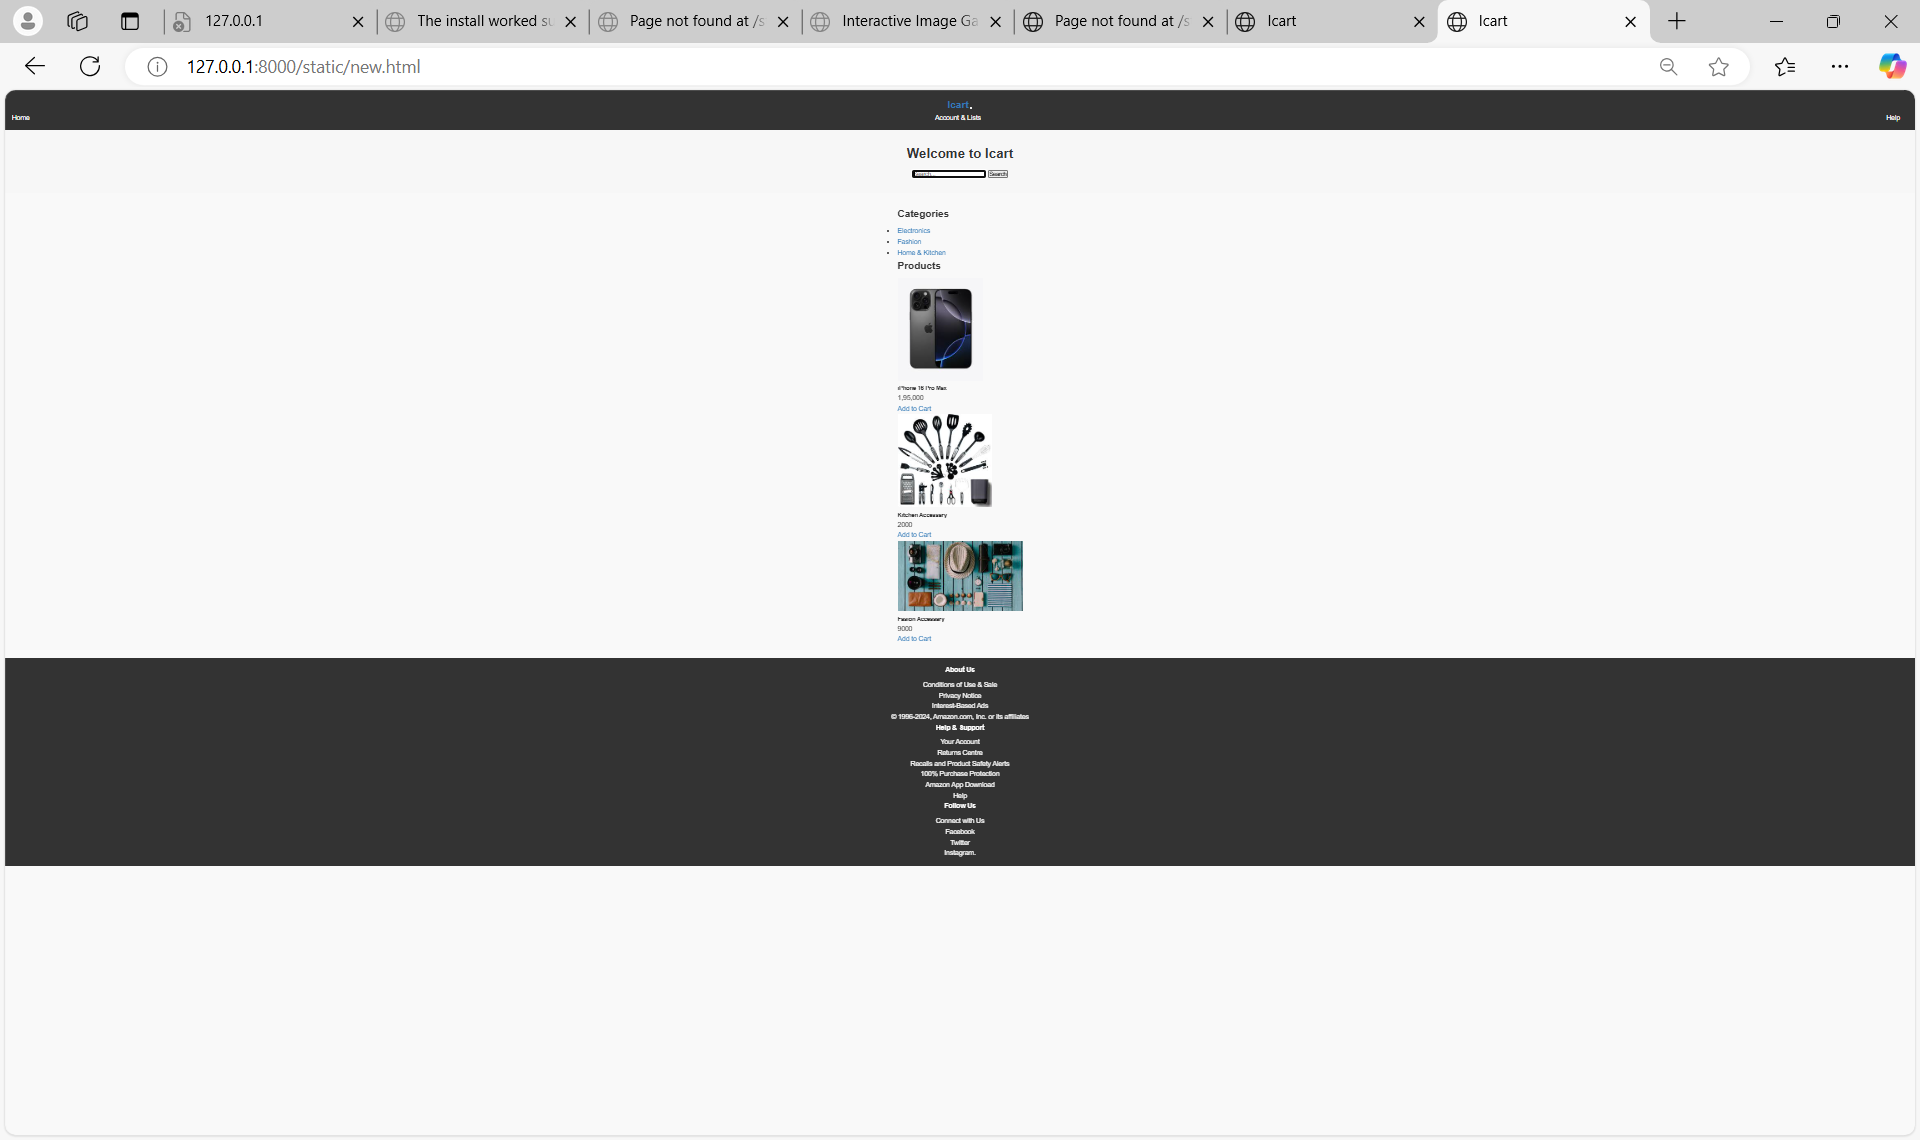 127.0.0.1
The install worked su
Page not found at /s
Interactive Image Ga
Page not found at /s
Icart
Icart
127.0.0.1:8000/static/new.html
Icart.
Home
Account & Lists
Help
Welcome to Icart
Search... Search
Categories
Electronics
Fashion
Home & Kitchen
Products
iPhone 16 Pro Max
1,95,000
Add to Cart
Kitchen Accessary
2000
Add to Cart
Accessary
9000
Add to Cart
About Us
Conditions of Use & Sale
Privacy Notice
Interest-Based Ads
© 1996-2024, Amazon.com, Inc. or its affiliates
Help & Support
Your Account
Returns Centre
Recalls and Product Safety Alerts
100% Purchase Protection
Amazon App Download
Help
Follow Us
Connect with Us
Facebook
Twitter
Instagram.